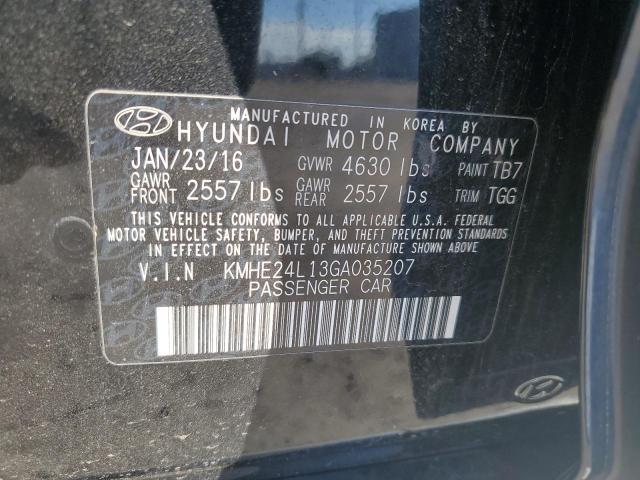 MANUFACTURED IN KOREA BY
HYUNDAI MOTOR COMPANY
JAN/23/16 GVWR 4630 lbs PAINT TB7
GAWR FRONT 2557 lbs GAWR REAR 2557 lbs TRIM TGG
THIS VEHICLE CONFORMS TO ALL APPLICABLE U.S.A. FEDERAL
MOTOR VEHICLE SAFETY, BUMPER, AND THEFT PREVENTION STANDARDS
IN EFFECT ON THE DATE OF MANUFACTURE SHOWN ABOVE.
V.I.N KMHE24L13GA035207
PASSENGER CAR